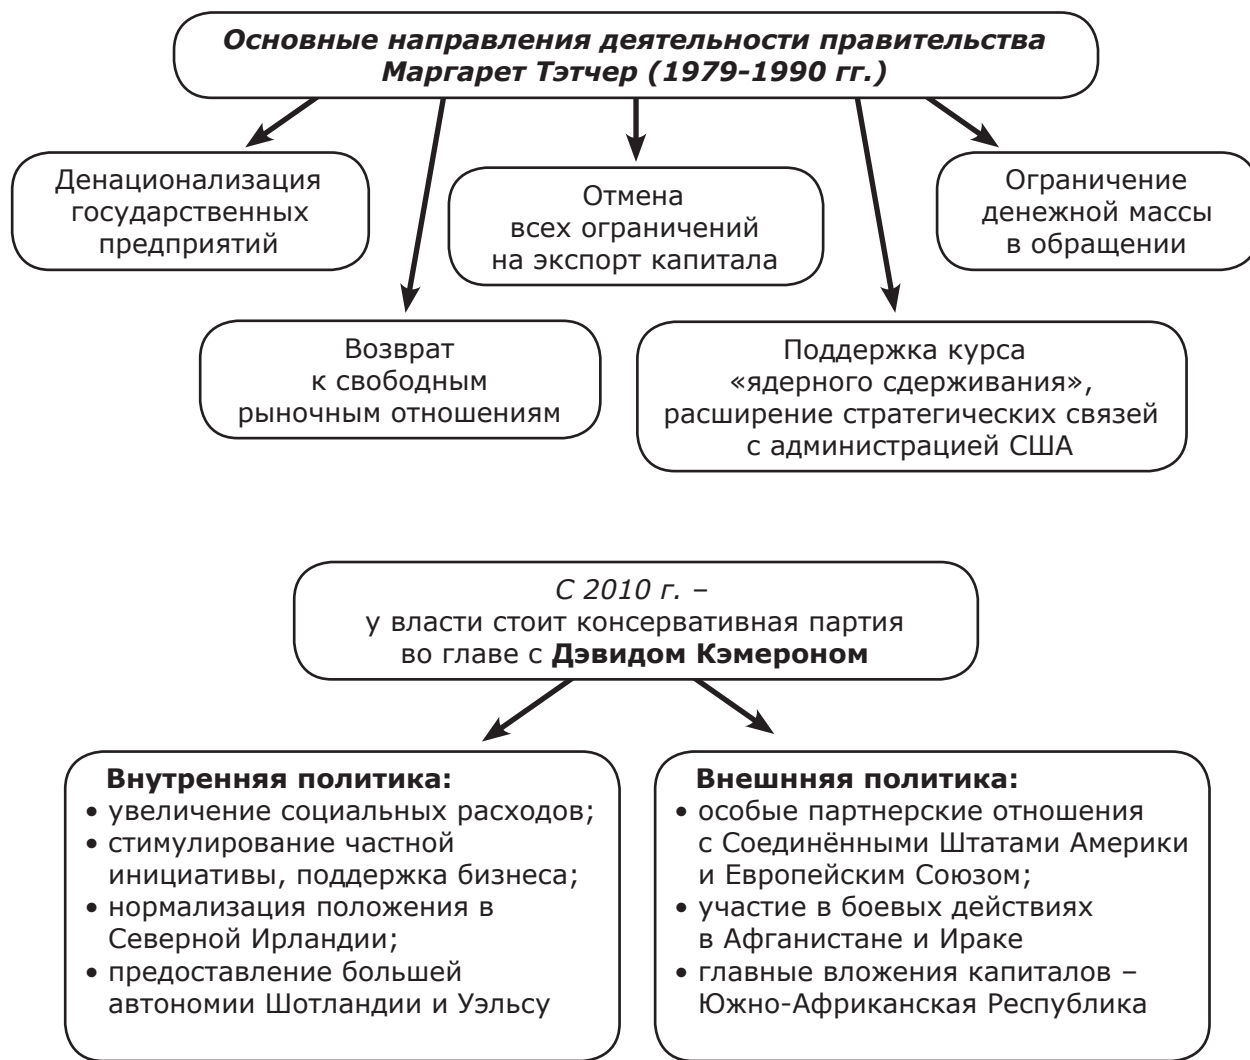 Основные направления деятельности правительства
Маргарет Тэтчер (1979-1990 гг.)
Денационализация
государственных
предприятий
Отмена
всех ограничений
на экспорт капитала
Ограничение
денежной массы
в обращении
Возврат
к свободным
рыночным отношениям
Поддержка курса
«ядерного сдерживания»,
расширение стратегических связей
с администрацией США
С 2010 г. –
у власти стоит консервативная партия
во главе с Дэвидом Кэмероном
Внутренняя политика:
• увеличение социальных расходов;
• стимулирование частной
инициативы, поддержка бизнеса;
• нормализация положения в
Северной Ирландии;
• предоставление большей
автономии Шотландии и Уэльсу
Внешнняя политика:
• особые партнерские отношения
с Соединёнными Штатами Америки
и Европейским Союзом;
• участие в боевых действиях
в Афганистане и Ираке
• главные вложения капиталов –
Южно-Африканская Республика